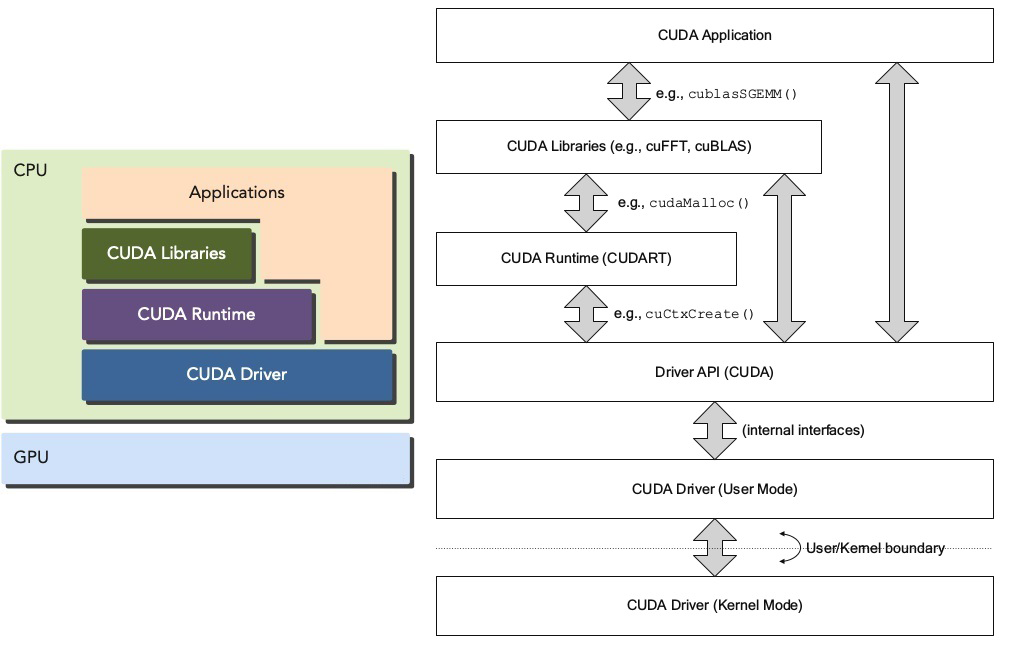 CPU
Applications
CUDA Libraries
CUDA Runtime
CUDA Driver
GPU
CUDA Application
e.g., cublasSGEMM()
CUDA Libraries (e.g., cuFFT, cuBLAS)
e.g., cudaMalloc()
CUDA Runtime (CUDART)
e.g., cuCtxCreate()
Driver API (CUDA)
(internal interfaces)
CUDA Driver (User Mode)
User/Kernel boundary
CUDA Driver (Kernel Mode)